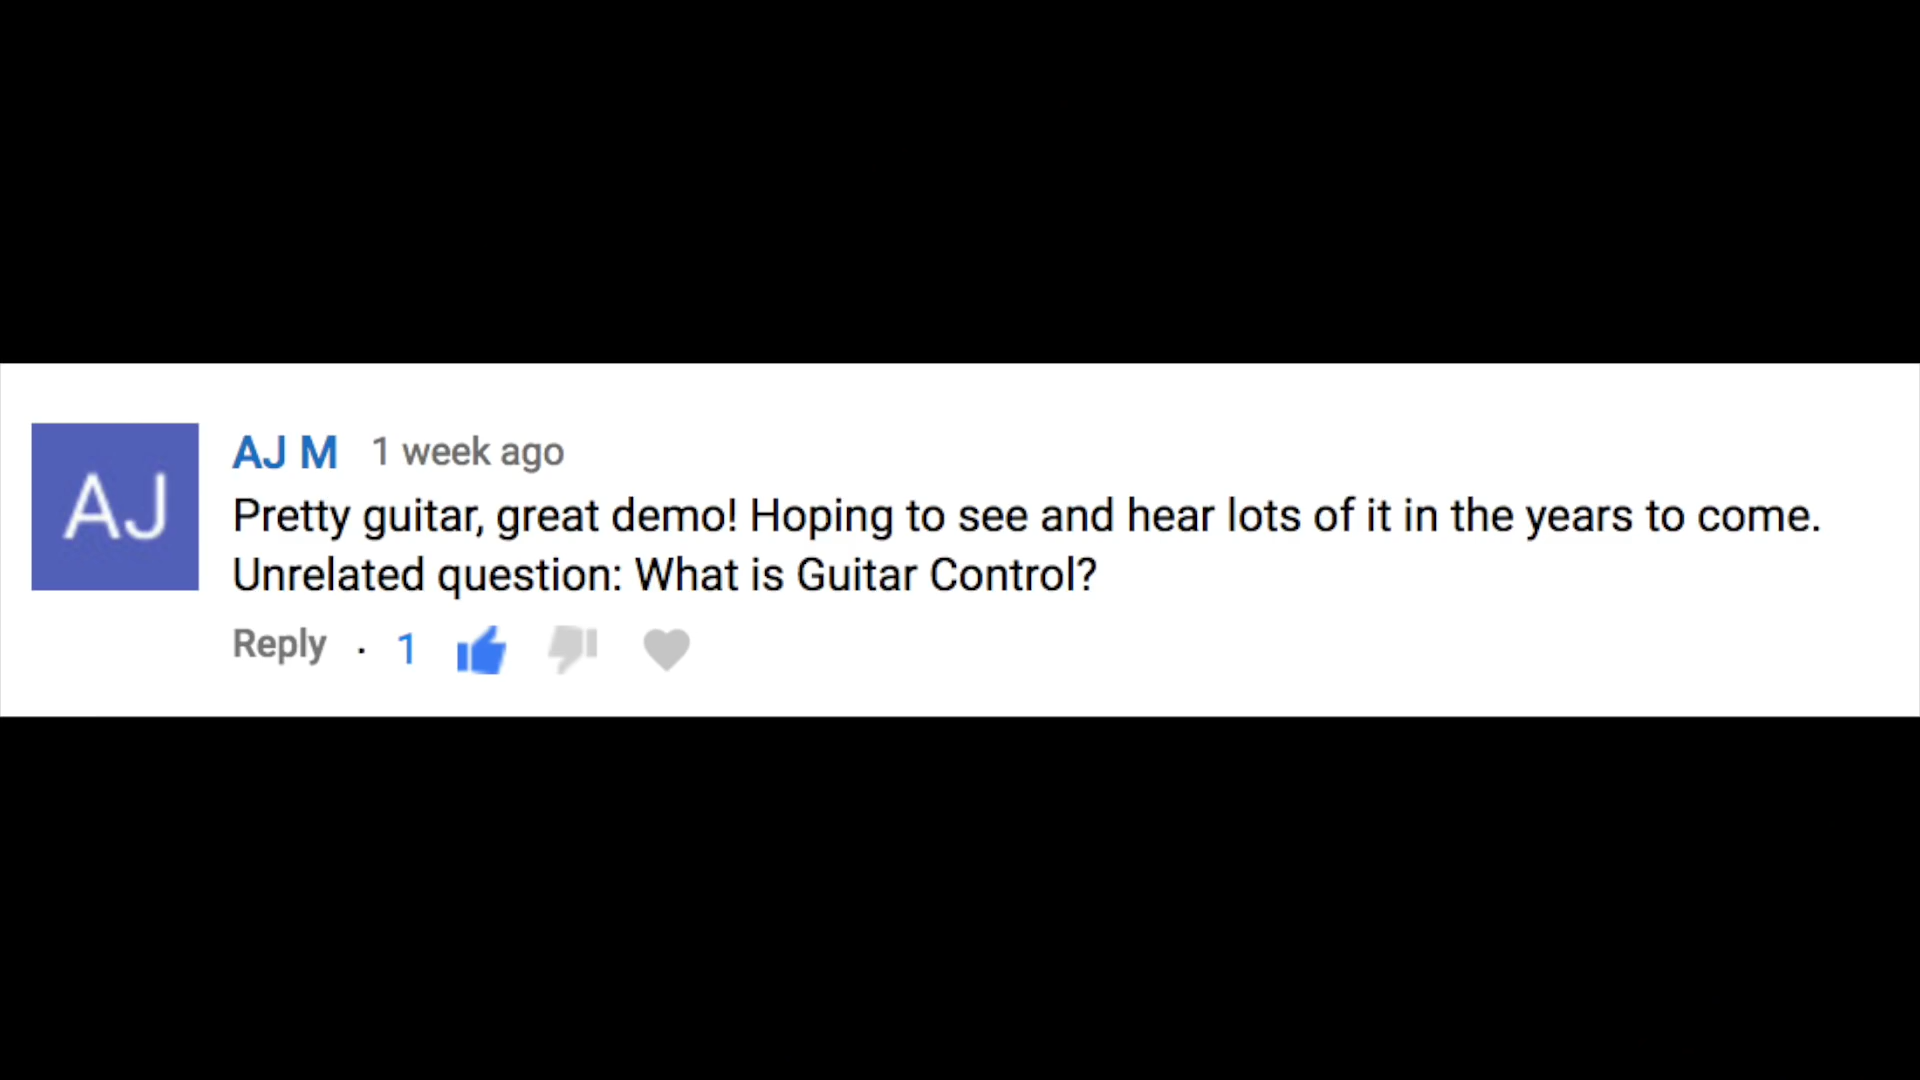 AJ
AJ M 1 week ago
Pretty guitar, great demo! Hoping to see and hear lots of it in the years to come.
Unrelated question: What is Guitar Control?
Reply · 1